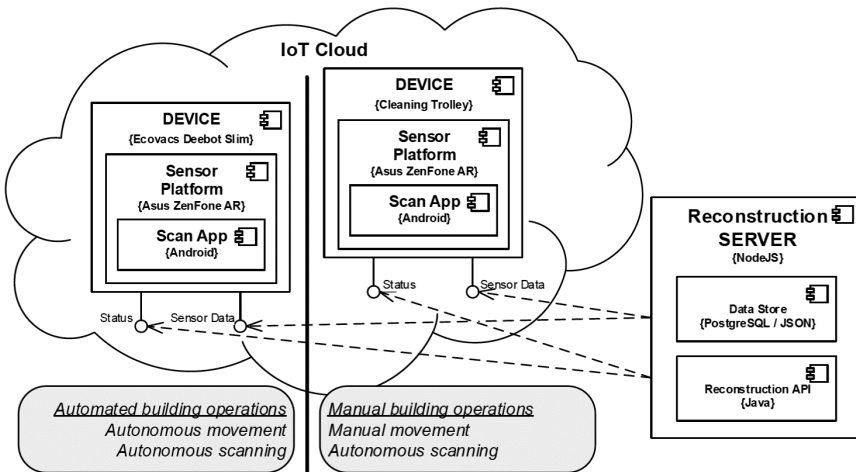 IoT Cloud
DEVICE
{Ecovacs Deebot Slim}
Sensor
Platform
{Asus ZenFone AR}
Scan App
{Android}
Status
Sensor Data
DEVICE
{Cleaning Trolley}
Sensor
Platform
{Asus ZenFone AR}
Scan App
{Android}
Status
Sensor Data
Reconstruction
SERVER
{NodeJS}
Data Store
{PostgreSQL / JSON}
Reconstruction API
{Java}
Automated building operations
Autonomous movement
Autonomous scanning
Manual building operations
Manual movement
Autonomous scanning